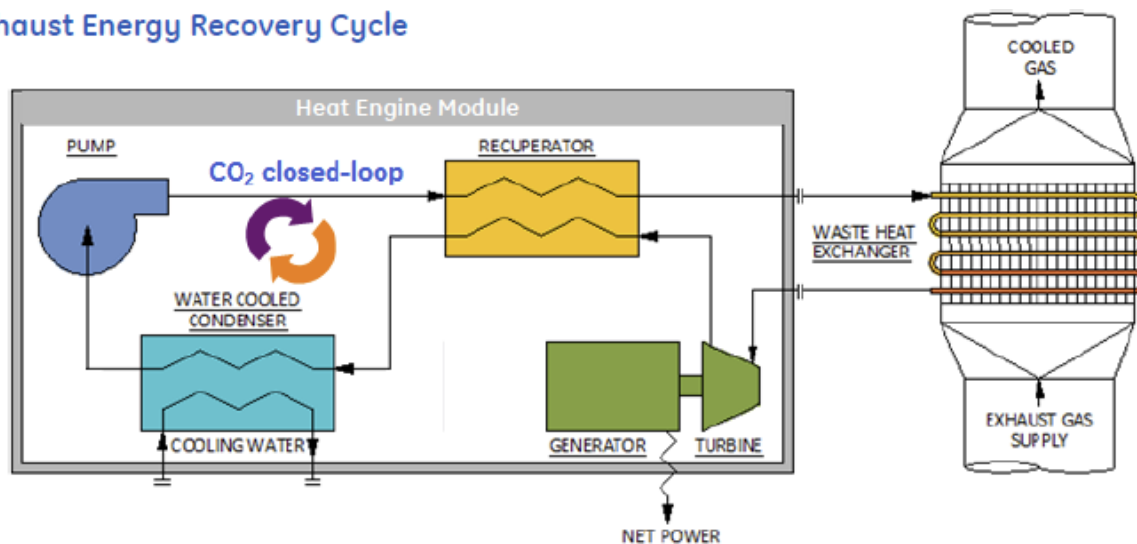 haust Energy Recovery Cycle
COOLED
GAS
Heat Engine Module
PUMP
RECUPERATOR
CO₂ closed-loop
WASTE HEAT
EXCHANGER
WATER COOLED
CONDENSER
COOLING WATER
GENERATOR
TURBINE
EXHAUST GAS
SUPPLY
NET POWER